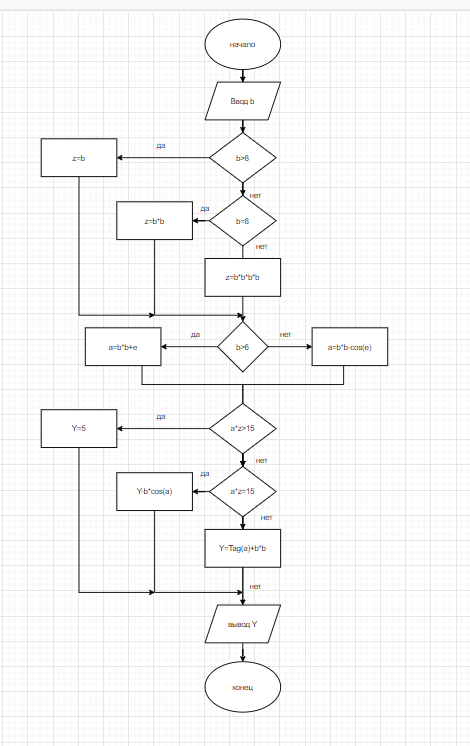 начало
Ввод b
b>8
да
z=b
нет
b=8
да
z=b*b
нет
z=b*b*b*b
b>6
да
нет
a=b*b+e
a=b*b-cos(e)
a*z>15
да
Y=5
нет
a*z=15
да
Y-b*cos(a)
нет
Y=Tag(a)+b*b
нет
вывод Y
конец